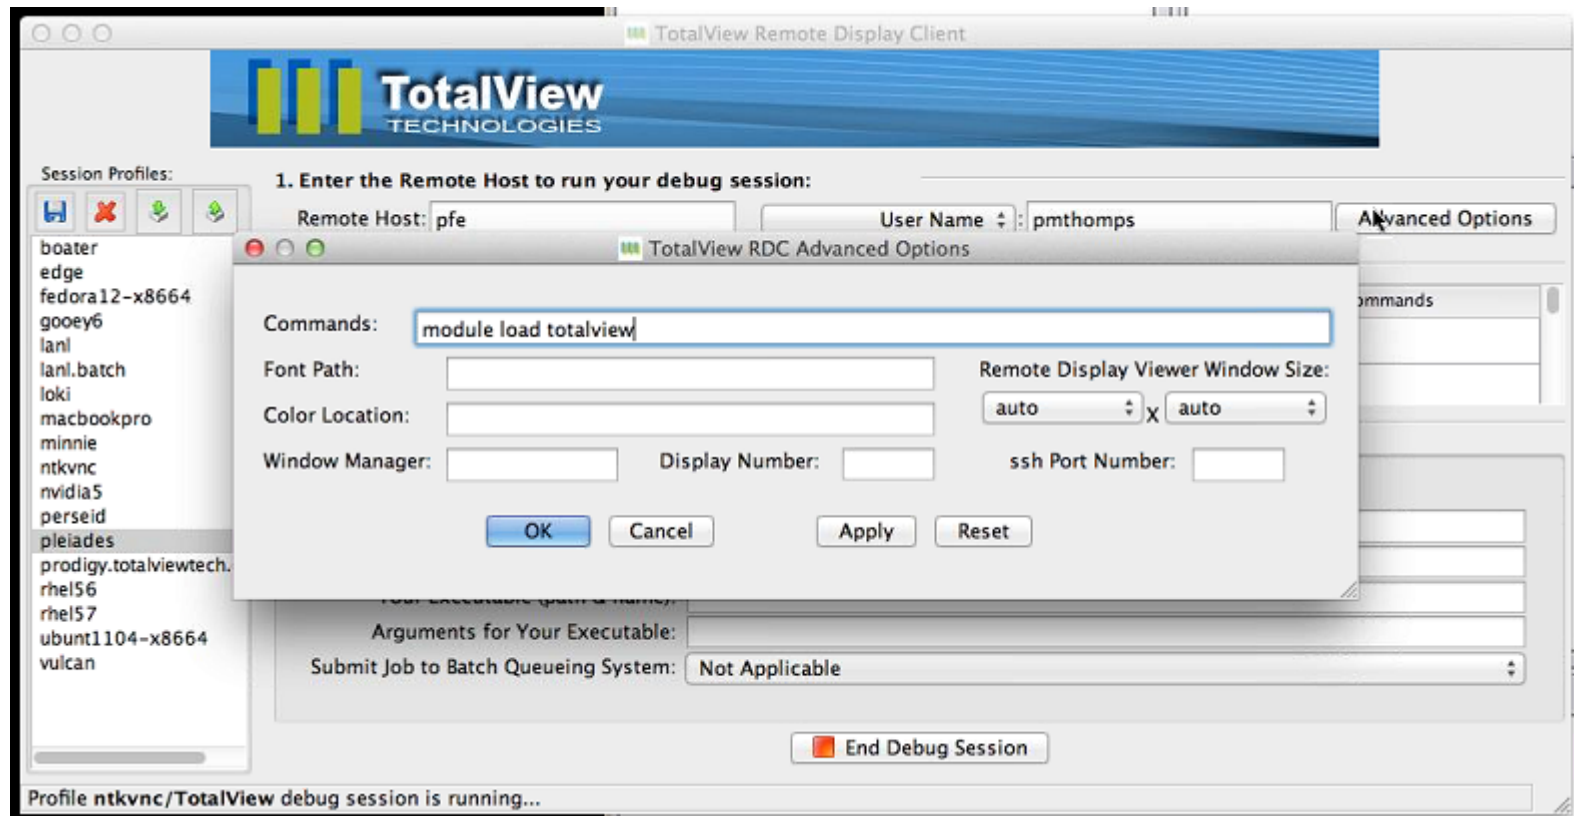 TotalView Remote Display Client
TotalView
TECHNOLOGIES
Session Profiles:
1. Enter the Remote Host to run your debug session:
Remote Host: pfe User Name : pmthomps Advanced Options
TotalView RDC Advanced Options
boater
edge
fedora12-x8664
gooey6
lanl
lanl.batch
loki
macbookpro
minnie
ntkvnc
nvidia5
perseid
pleiades
prodigy.totalviewtech.
rhel56
rhel57
ubunt1104-x8664
vulcan
ommands
Commands: module load totalview
Font Path: Remote Display Viewer Window Size:
Color Location: auto x auto
Window Manager: Display Number: ssh Port Number:
OK Cancel Apply Reset
Your Executable (path & name):
Arguments for Your Executable:
Submit Job to Batch Queueing System: Not Applicable
End Debug Session
Profile ntkvnc/TotalView debug session is running...